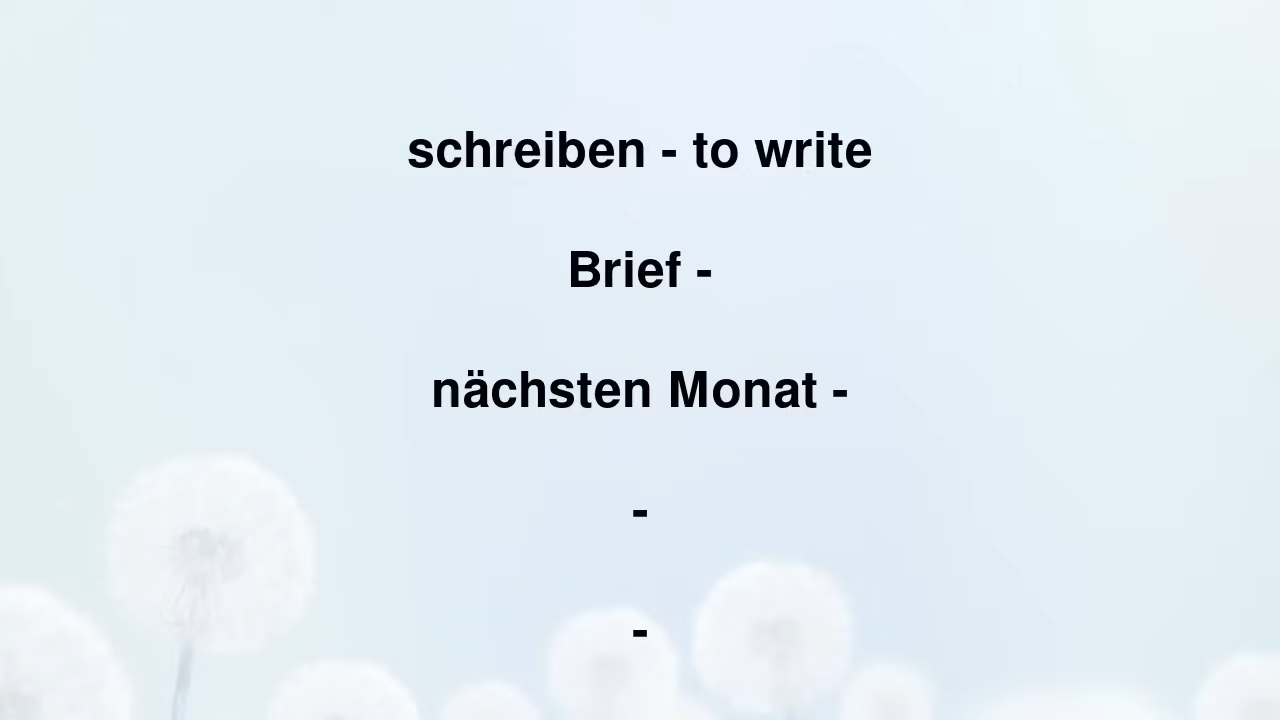 schreiben - to write
Brief -
nächsten Monat -
-
-